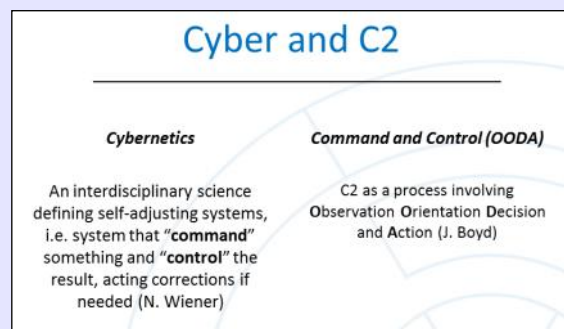 Cyber and C2
Cybernetics
An interdisciplinary science
defining self-adjusting systems,
i.e. system that “command”
something and “control” the
result, acting corrections if
needed (N. Wiener)
Command and Control (OODA)
C2 as a process involving
Observation Orientation Decision
and Action (J. Boyd)